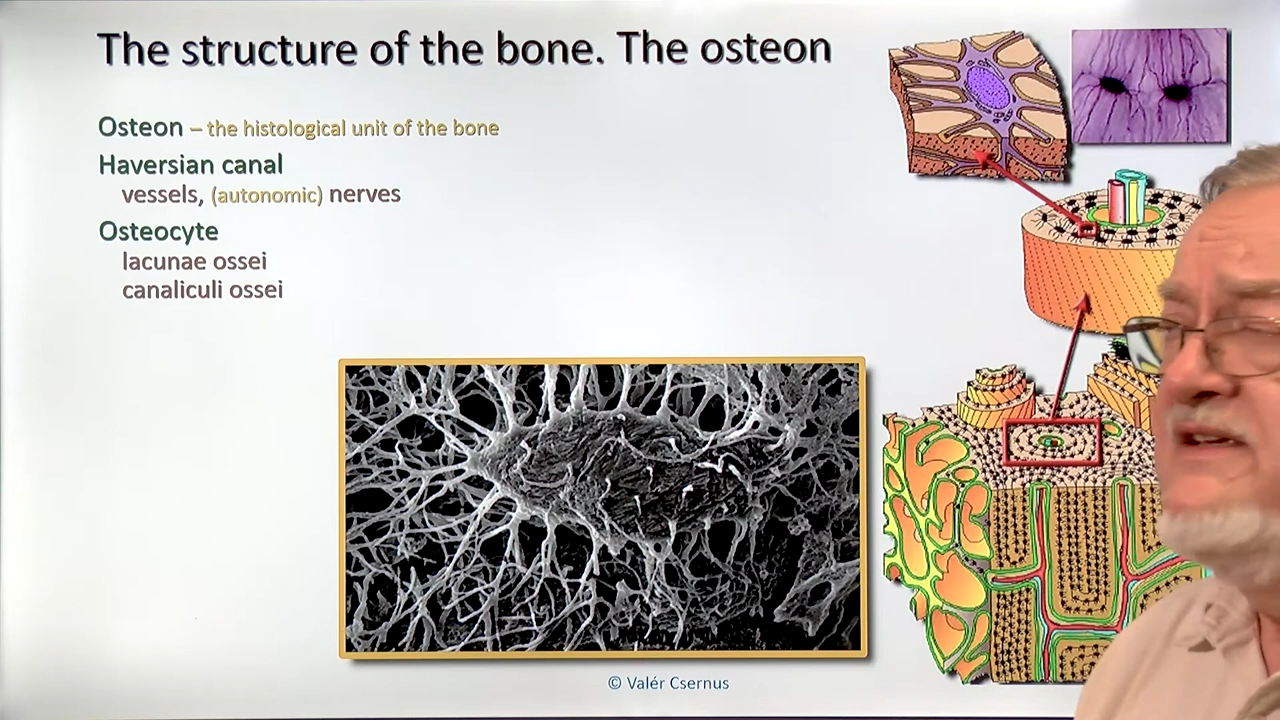 The structure of the bone. The osteon
Osteon – the histological unit of the bone
Haversian canal
vessels, (autonomic) nerves
Osteocyte
lacunae ossei
canaliculi ossei
© Valér Csernus